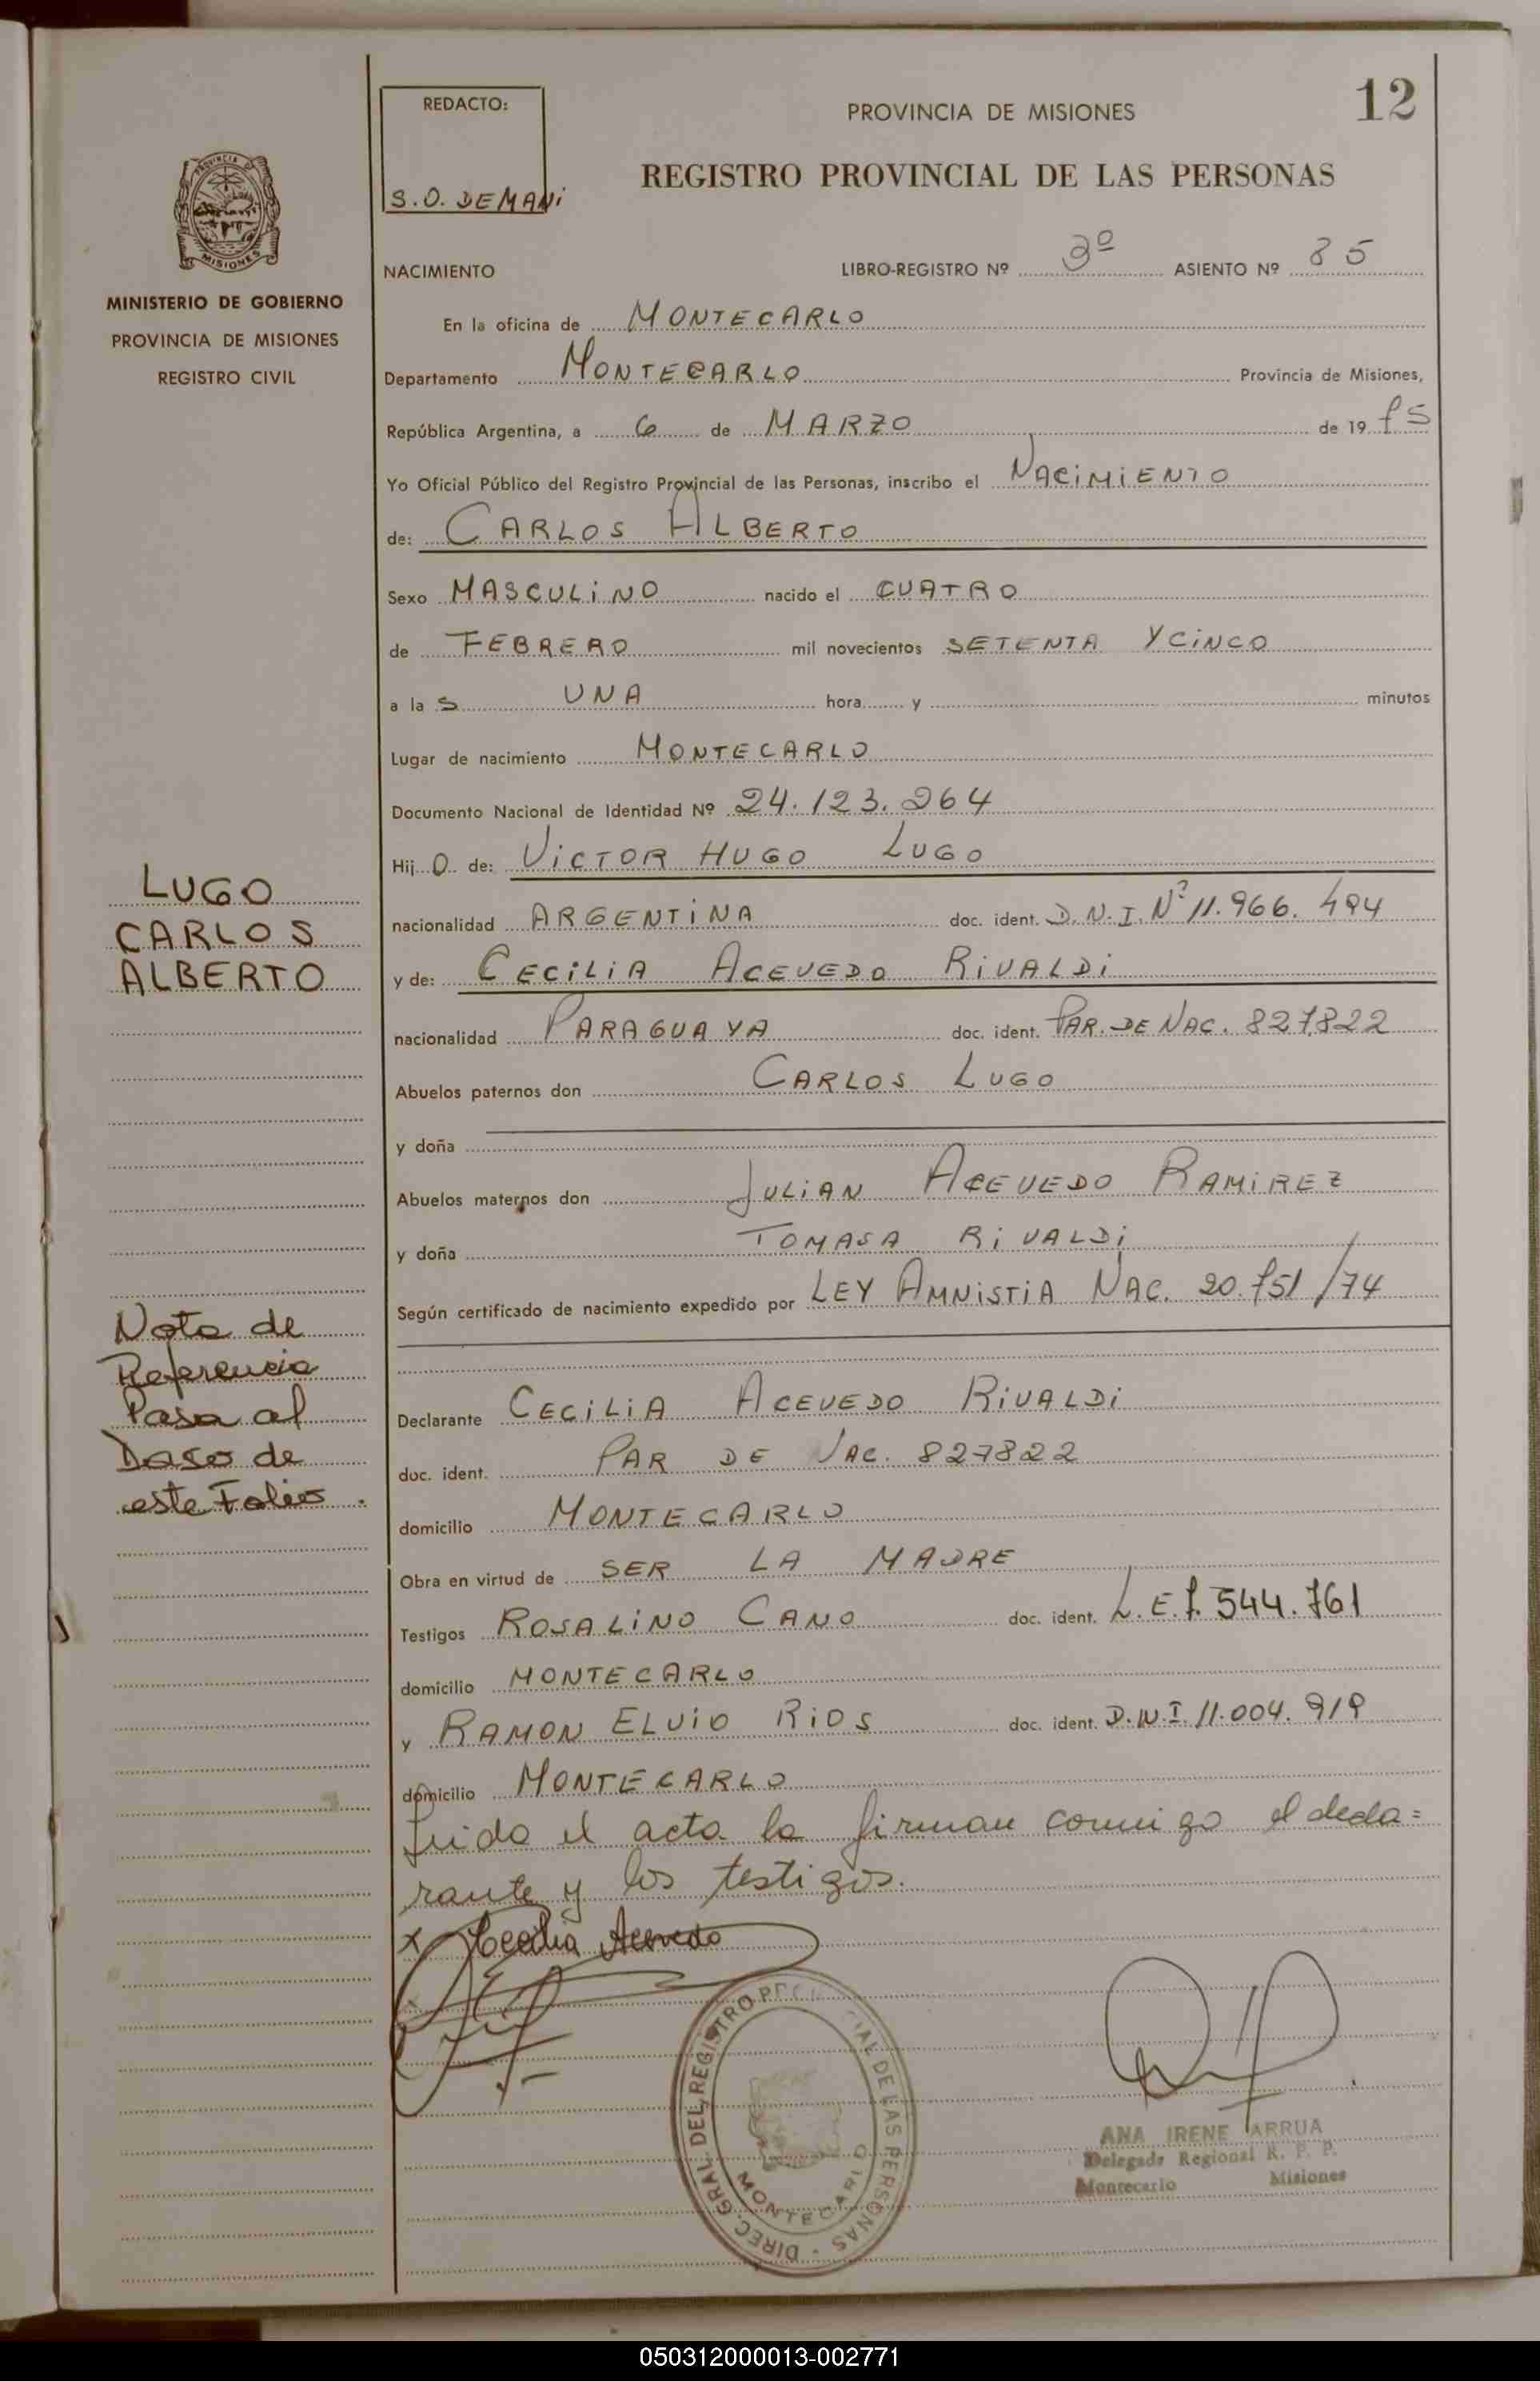 12
REDACTO:
S.O. DEMANi
PROVINCIA DE MISIONES
REGISTRO PROVINCIAL DE LAS PERSONAS
PROVINCIA DE
MISIONES
MINISTERIO DE GOBIERNO
PROVINCIA DE MISIONES
REGISTRO CIVIL
NACIMIENTO LIBRO-REGISTRO Nº 3º ASIENTO Nº 85
En la oficina de MONTECARLO
Departamento MONTECARLO Provincia de Misiones,
República Argentina, a 6 de MARZO de 19 75
Yo Oficial Público del Registro Provincial de las Personas, inscribo el NACIMIENTO
de: CARLOS ALBERTO
Sexo MASCULINO nacido el CUATRO
de FEBRERO mil novecientos SETENTA Y CINCO
a la s UNA hora y minutos
Lugar de nacimiento MONTECARLO
Documento Nacional de Identidad Nº 24.123.264
Hij O de: VICTOR HUGO LUGO
nacionalidad ARGENTINA doc. ident. D.N.I. Nº 11.966.494
y de: CECILIA ACEVEDO RIVALDI
nacionalidad PARAGUAYA doc. ident. PAR. DE NAC. 827822
Abuelos paternos don CARLOS LUGO
y doña
Abuelos maternos don JULIAN ACEVEDO RAMIREZ
y doña TOMASA RIVALDI
Según certificado de nacimiento expedido por LEY AMNISTIA NAC. 20.751/74
Declarante CECILIA ACEVEDO RIVALDI
doc. ident. PAR DE NAC. 827822
domicilio MONTECARLO
Obra en virtud de SER LA MADRE
Testigos ROSALINO CANO doc. ident. L.E. 7.544.761
domicilio MONTECARLO
y RAMON ELVIO RIOS doc. ident. D.N.I. 11.004.919
domicilio MONTECARLO
Leido el acta la firman conmigo el decla=
rante y los testigos.
x Cecilia Acevedo
LUGO
CARLOS
ALBERTO
Nota de
Referencia
Pasa al
Dorso de
este Folio.
DIREC. GRAL. DEL REGISTRO PROVINCIAL DE LAS PERSONAS -
MONTECARLO
ANA IRENE ARRUA
Delegada Regional R. P. P.
Montecarlo Misiones
050312000013-002771